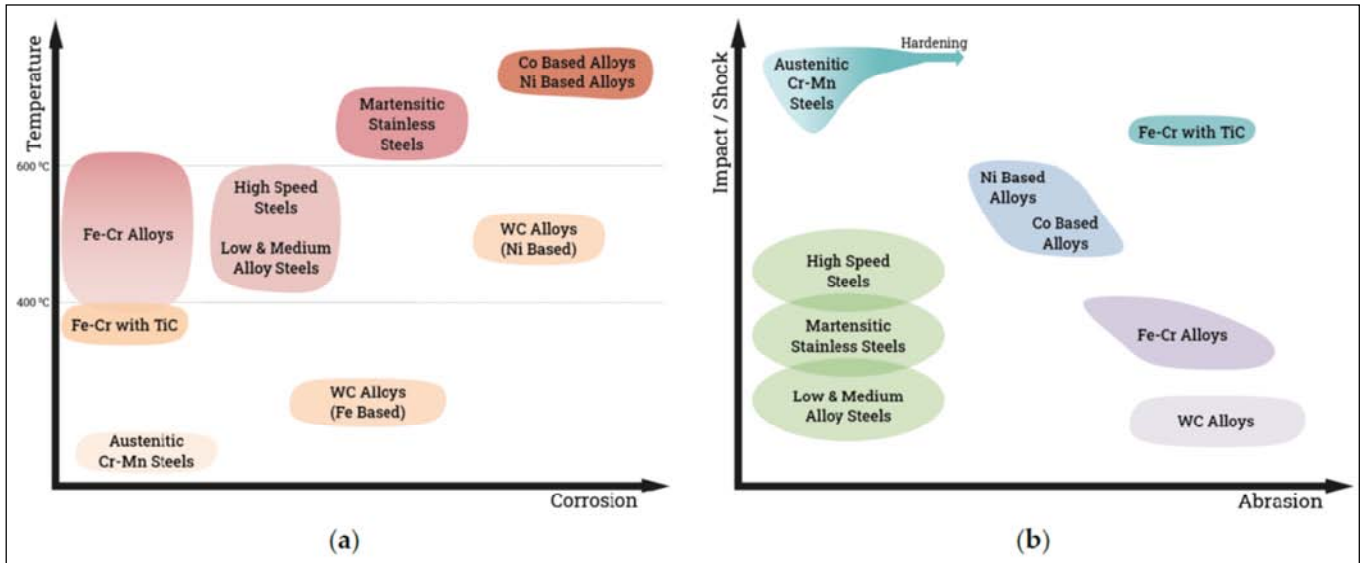 Temperature
600 °C
400 °C
Co Based Alloys
Ni Based Alloys
Martensitic
Stainless
Steels
High Speed
Steels
Low & Medium
Alloy Steels
Fe-Cr Alloys
WC Alloys
(Ni Based)
Fe-Cr with TiC
WC Alloys
(Fe Based)
Austenitic
Cr-Mn Steels
Corrosion
(a)
Impact / Shock
Hardening
Austenitic
Cr-Mn
Steels
Fe-Cr with TiC
Ni Based
Alloys
Co Based
Alloys
High Speed
Steels
Martensitic
Stainless Steels
Fe-Cr Alloys
Low & Medium
Alloy Steels
WC Alloys
Abrasion
(b)